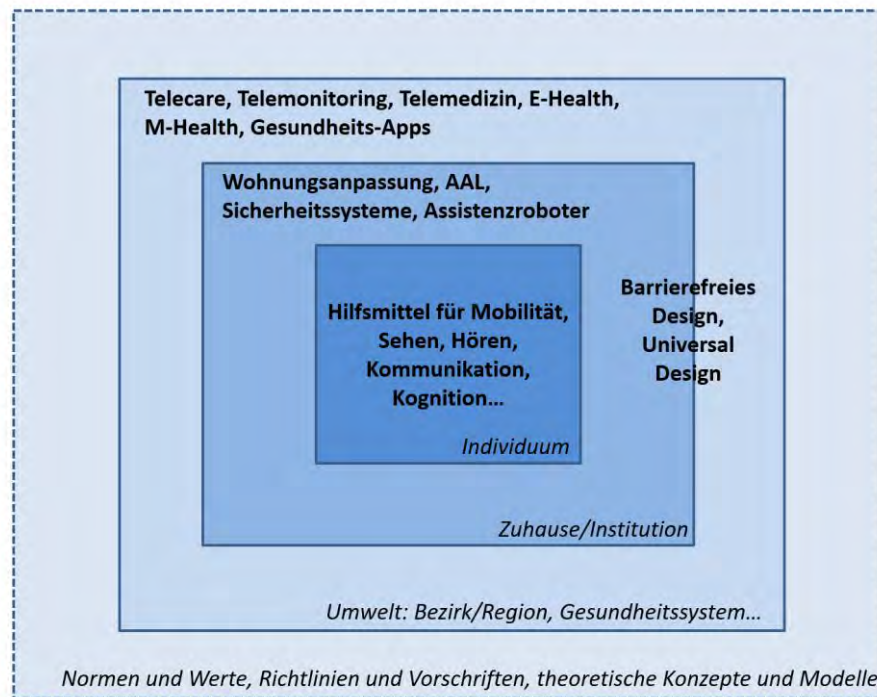 Telecare, Telemonitoring, Telemedizin, E-Health,
M-Health, Gesundheits-Apps
Wohnungsanpassung, AAL,
Sicherheitssysteme, Assistenzroboter
Hilfsmittel für Mobilität,
Sehen, Hören,
Kommunikation,
Kognition…
Individuum
Barrierefreies
Design,
Universal
Design
Zuhause/Institution
Umwelt: Bezirk/Region, Gesundheitssystem…
Normen und Werte, Richtlinien und Vorschriften, theoretische Konzepte und Modelle